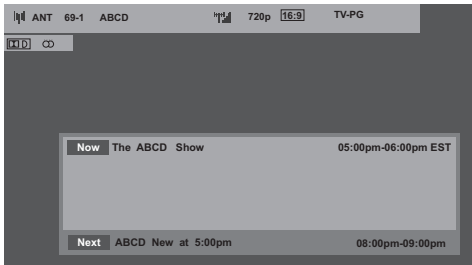 ANT 69-1 ABCD 720p 16:9 TV-PG
Now The ABCD Show 05:00pm-06:00pm EST
Next ABCD New at 5:00pm 08:00pm-09:00pm